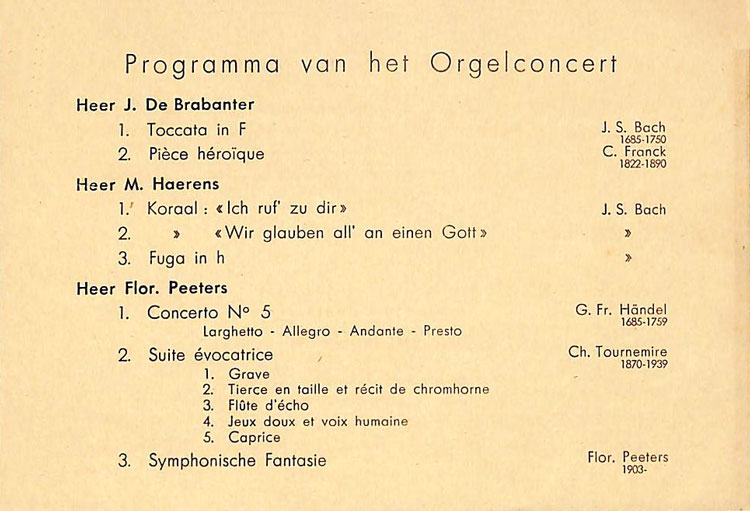 Programma van het Orgelconcert
Heer J. De Brabanter
1. Toccata in F J. S. Bach
1685-1750
2. Pièce héroïque C. Franck
1822-1890
Heer M. Haerens
1. Koraal : «Ich ruf' zu dir» J. S. Bach
2. » «Wir glauben all' an einen Gott» »
3. Fuga in h »
Heer Flor. Peeters
1. Concerto Nº 5 G. Fr. Händel
Larghetto - Allegro - Andante - Presto 1685-1759
2. Suite évocatrice Ch. Tournemire
1870-1939
1. Grave
2. Tierce en taille et récit de chromhorne
3. Flûte d'écho
4. Jeux doux et voix humaine
5. Caprice
3. Symphonische Fantasie Flor. Peeters
1903-